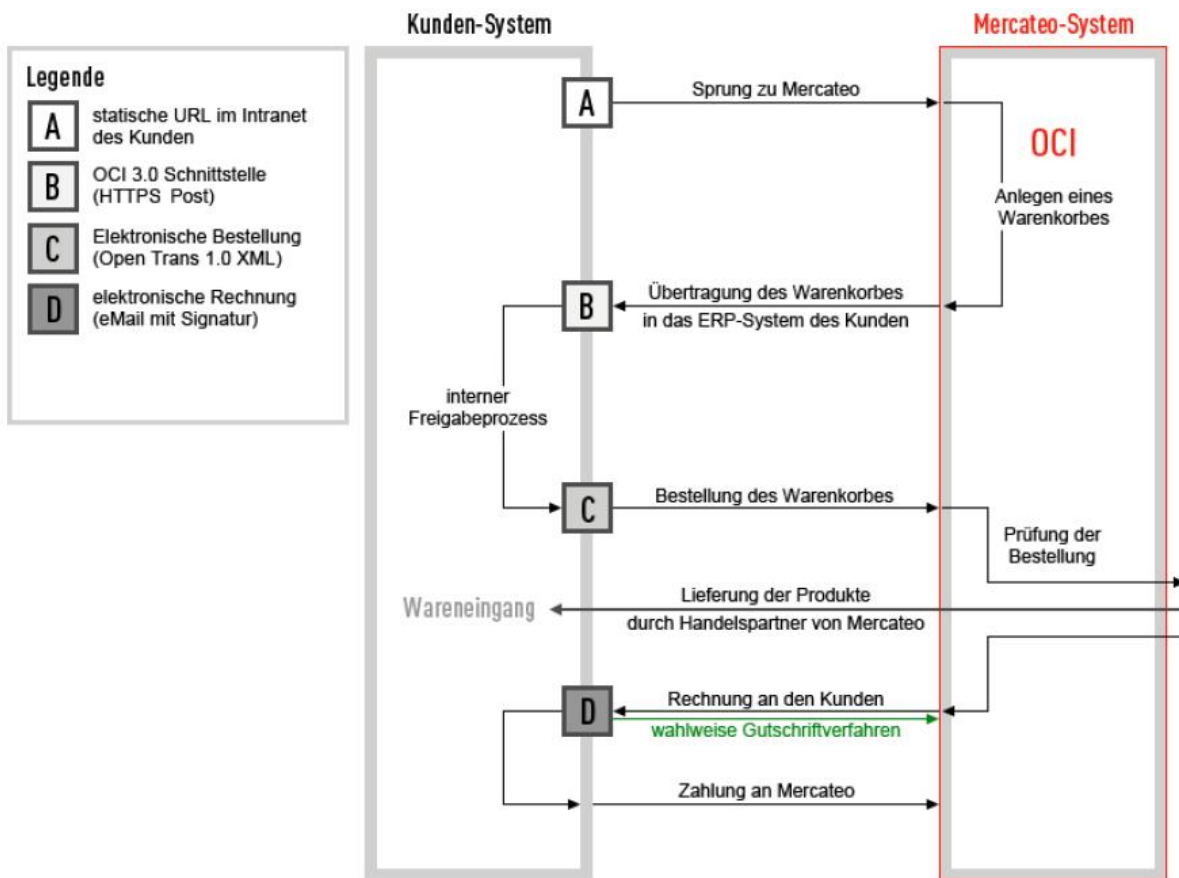 Kunden-System
Mercateo-System
Legende
A
statische URL im Intranet
des Kunden
B
OCI 3.0 Schnittstelle
(HTTPS Post)
C
Elektronische Bestellung
(Open Trans 1.0 XML)
D
elektronische Rechnung
(eMail mit Signatur)
A
Sprung zu Mercateo
OCI
Anlegen eines
Warenkorbes
B
Übertragung des Warenkorbes
in das ERP-System des Kunden
interner
Freigabeprozess
C
Bestellung des Warenkorbes
Prüfung der
Bestellung
Wareneingang
Lieferung der Produkte
durch Handelspartner von Mercateo
D
Rechnung an den Kunden
wahlweise Gutschriftverfahren
Zahlung an Mercateo